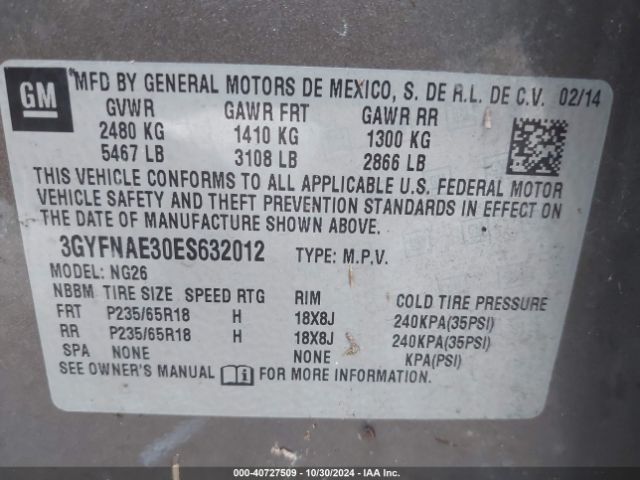 GM
MFD BY GENERAL MOTORS DE MEXICO, S. DE R.L. DE C.V. 02/14
GVWR GAWR FRT GAWR RR
2480 KG 1410 KG 1300 KG
5467 LB 3108 LB 2866 LB
THIS VEHICLE CONFORMS TO ALL APPLICABLE U.S. FEDERAL MOTOR
VEHICLE SAFETY AND THEFT PREVENTION STANDARDS IN EFFECT ON
THE DATE OF MANUFACTURE SHOWN ABOVE.
3GYFNAE30ES632012 TYPE: M.P.V.
MODEL: NG26
NBBM TIRE SIZE SPEED RTG RIM COLD TIRE PRESSURE
FRT P235/65R18 H 18X8J 240KPA(35PSI)
RR P235/65R18 H 18X8J 240KPA(35PSI)
SPA NONE NONE KPA(PSI)
SEE OWNER'S MANUAL FOR MORE INFORMATION.
000-40727509 - 10/30/2024 - IAA Inc.